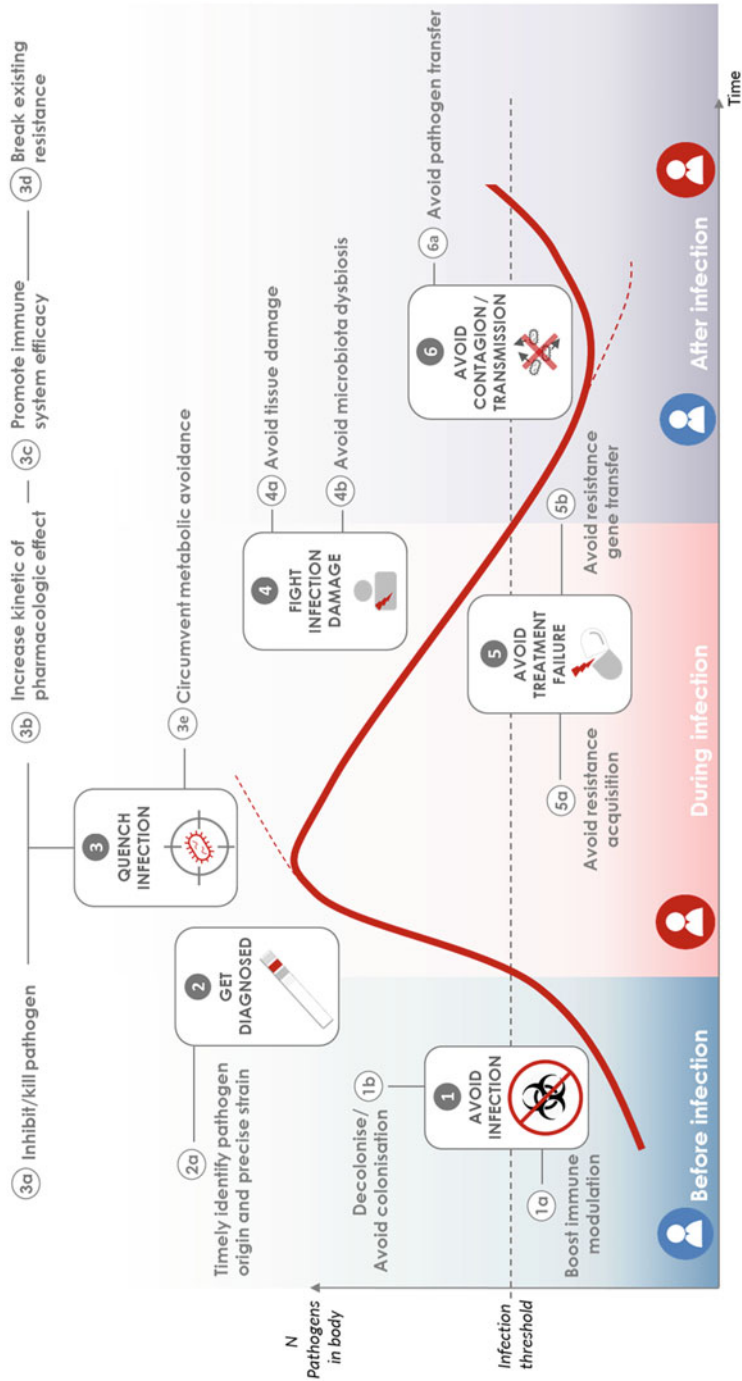 3a Inhibit/kill pathogen
3b Increase kinetic of
pharmacologic effect
3c Promote immune
system efficacy
3d Break existing
resistance
3
QUENCH
INFECTION
3e Circumvent metabolic avoidance
2a
Timely identify pathogen
origin and precise strain
2
GET
DIAGNOSED
4
FIGHT
INFECTION
DAMAGE
4a Avoid tissue damage
4b Avoid microbiota dysbiosis
N
Pathogens
in body
Decolonise/
Avoid colonisation
1b
1
AVOID
INFECTION
1a
Boost immune
modulation
6
AVOID
CONTAGION/
TRANSMISSION
6a Avoid pathogen transfer
Infection
threshold
5
AVOID
TREATMENT
FAILURE
5a
Avoid resistance
acquisition
5b
Avoid resistance
gene transfer
Before infection
During infection
After infection
Time